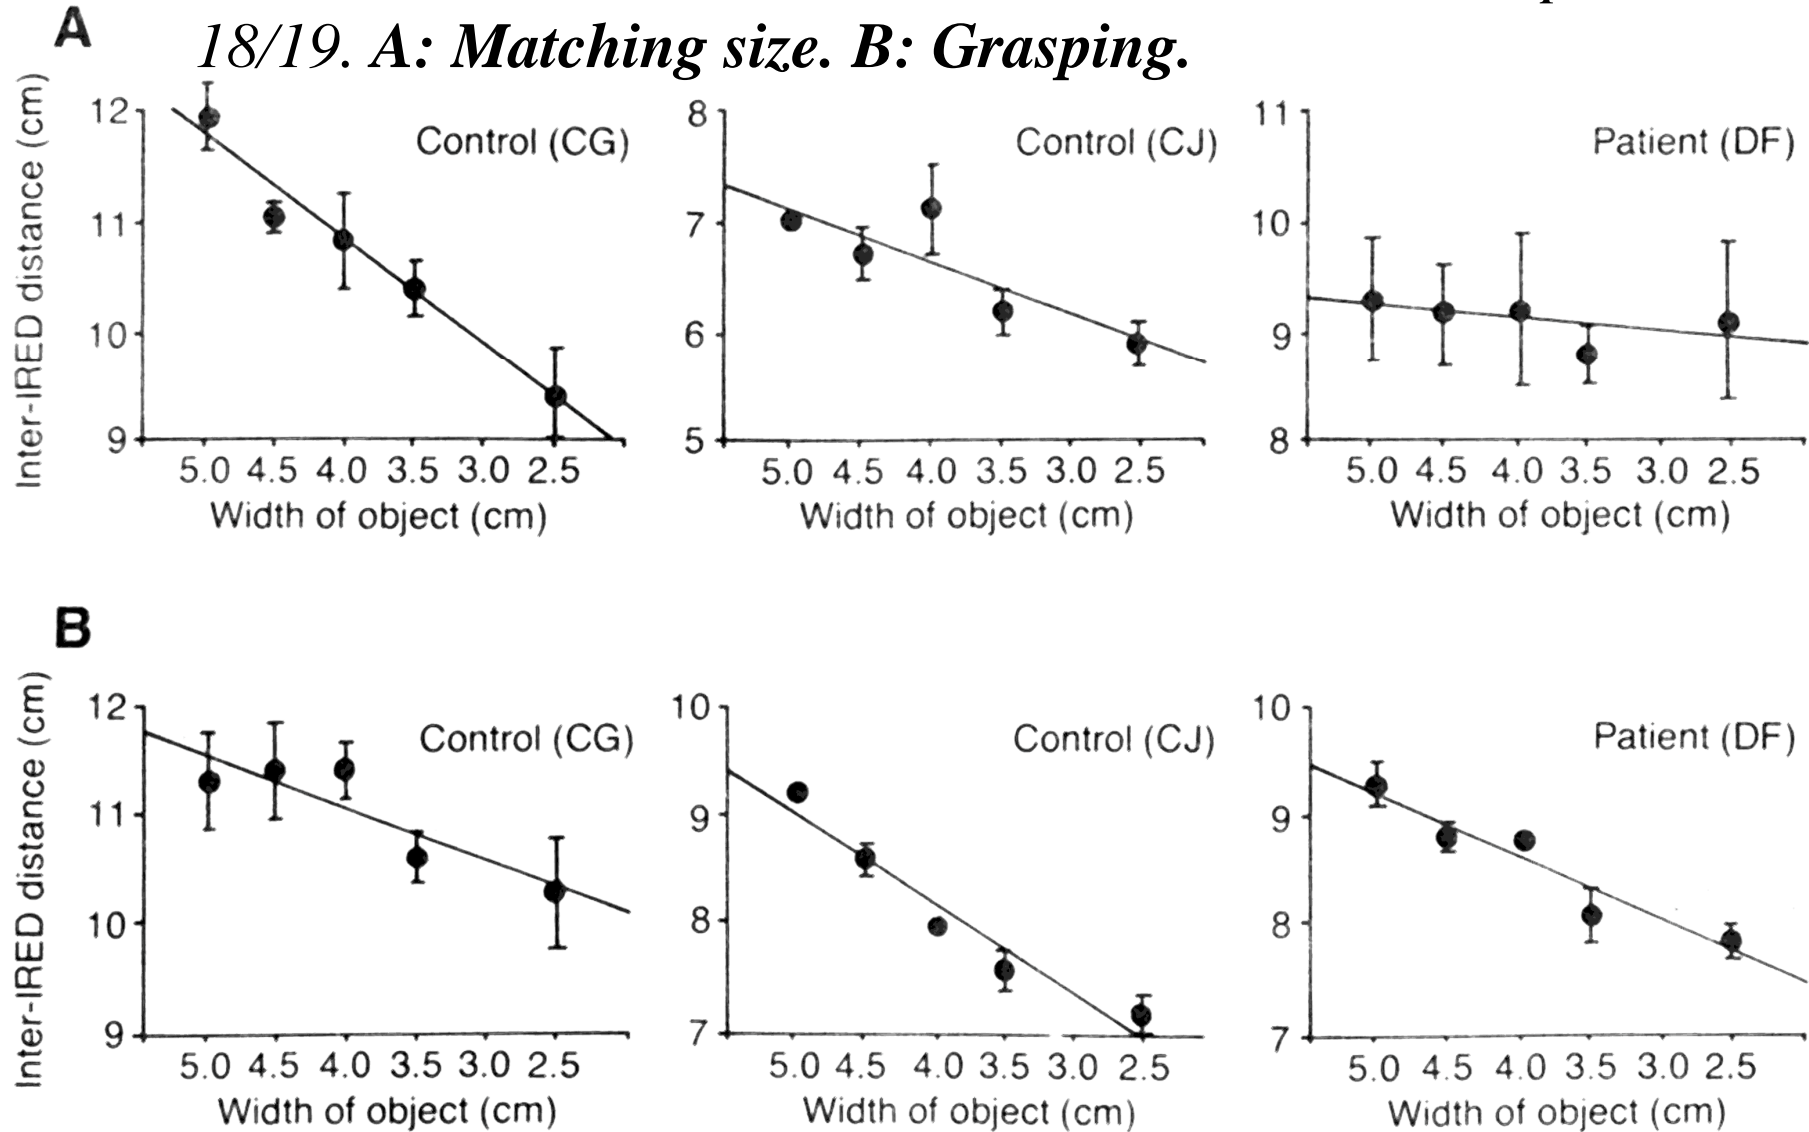 A
18/19. A: Matching size. B: Grasping.
Inter-IRED distance (cm)
12
11
10
9
Control (CG)
5.0 4.5 4.0 3.5 3.0 2.5
Width of object (cm)
8
7
6
5
Control (CJ)
5.0 4.5 4.0 3.5 3.0 2.5
Width of object (cm)
11
10
9
8
Patient (DF)
5.0 4.5 4.0 3.5 3.0 2.5
Width of object (cm)
B
Inter-IRED distance (cm)
12
11
10
9
Control (CG)
5.0 4.5 4.0 3.5 3.0 2.5
Width of object (cm)
10
9
8
7
Control (CJ)
5.0 4.5 4.0 3.5 3.0 2.5
Width of object (cm)
10
9
8
7
Patient (DF)
5.0 4.5 4.0 3.5 3.0 2.5
Width of object (cm)